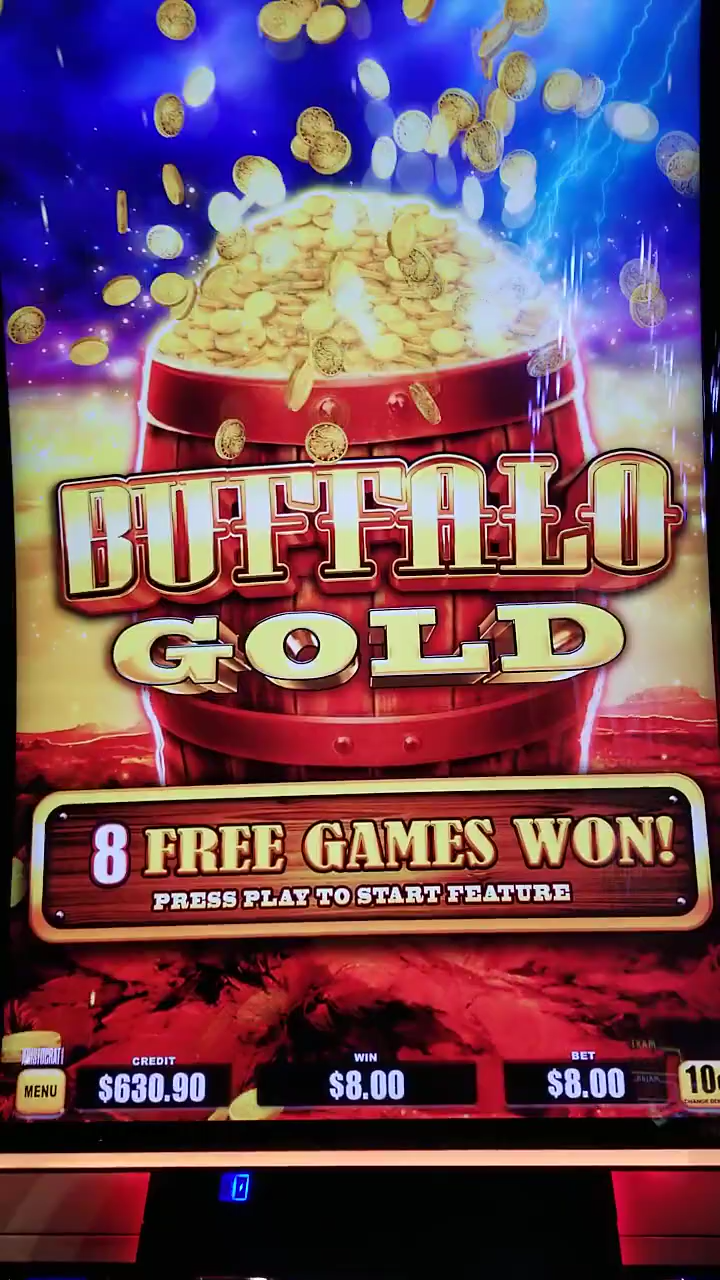 BUFFALO
GOLD
8 FREE GAMES WON!
PRESS PLAY TO START FEATURE
CREDIT WIN BET
MENU $630.90 $8.00 $8.00
0